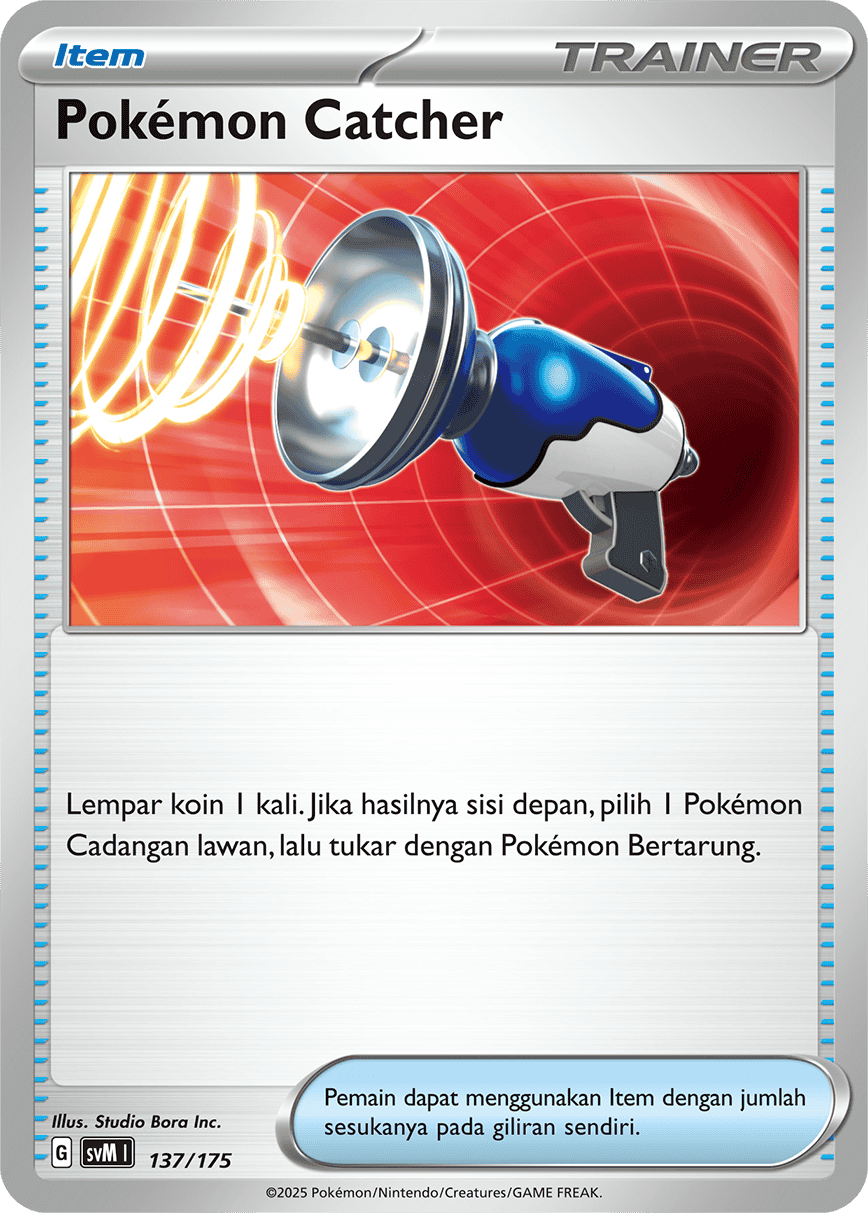 Item
TRAINER
Pokémon Catcher
Lempar koin 1 kali. Jika hasilnya sisi depan, pilih 1 Pokémon
Cadangan lawan, lalu tukar dengan Pokémon Bertarung.
Pemain dapat menggunakan Item dengan jumlah
sesukanya pada giliran sendiri.
Illus. Studio Bora Inc.
G svM I 137/175
©2025 Pokémon/Nintendo/Creatures/GAME FREAK.